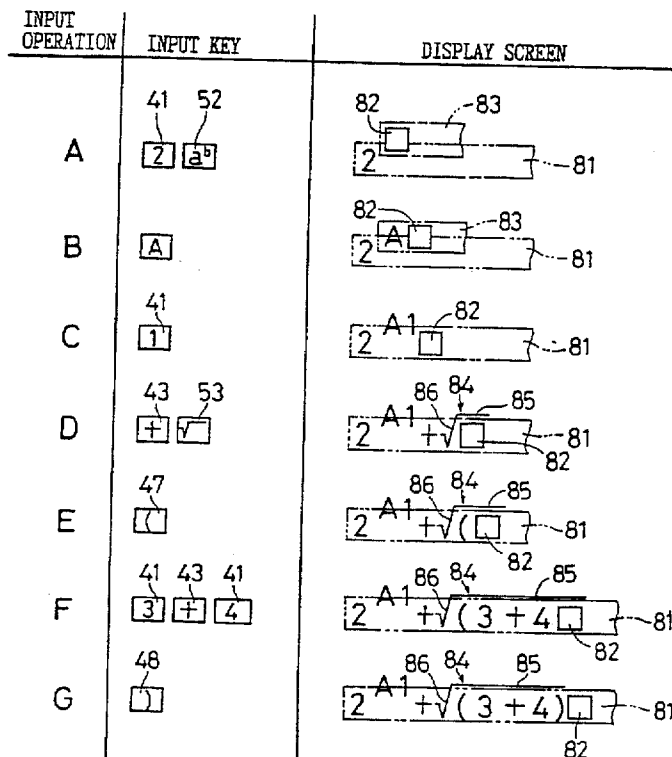 INPUT
OPERATION INPUT KEY DISPLAY SCREEN
41 52 82 83
A 2 aᵇ 2 81
82
B A 2 A 83 81
41 82
C 1 2 A1 81
43 53 86 84 85
D + √ 2 A1 +√ 81
82
47 86 84 85
E ( 2 A1 +√( 81
82
41 43 41 86 84 85
F 3 + 4 2 A1 +√(3+4 81
82
48 86 84 85
G ) 2 A1 +√(3+4) 81
82